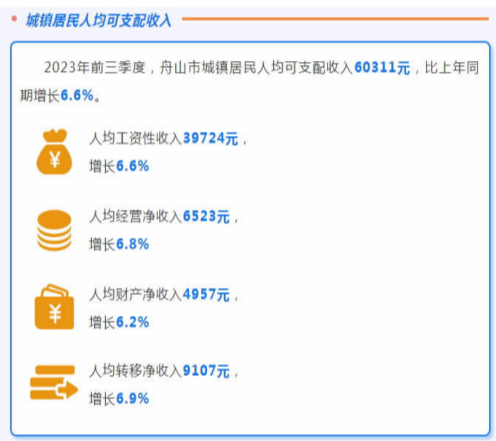 城镇居民人均可支配收入
2023年前三季度，舟山市城镇居民人均可支配收入60311元，比上年同
期增长6.6%。
人均工资性收入39724元，
增长6.6%
人均经营净收入6523元，
增长6.8%
人均财产净收入4957元，
增长6.2%
人均转移净收入9107元，
增长6.9%